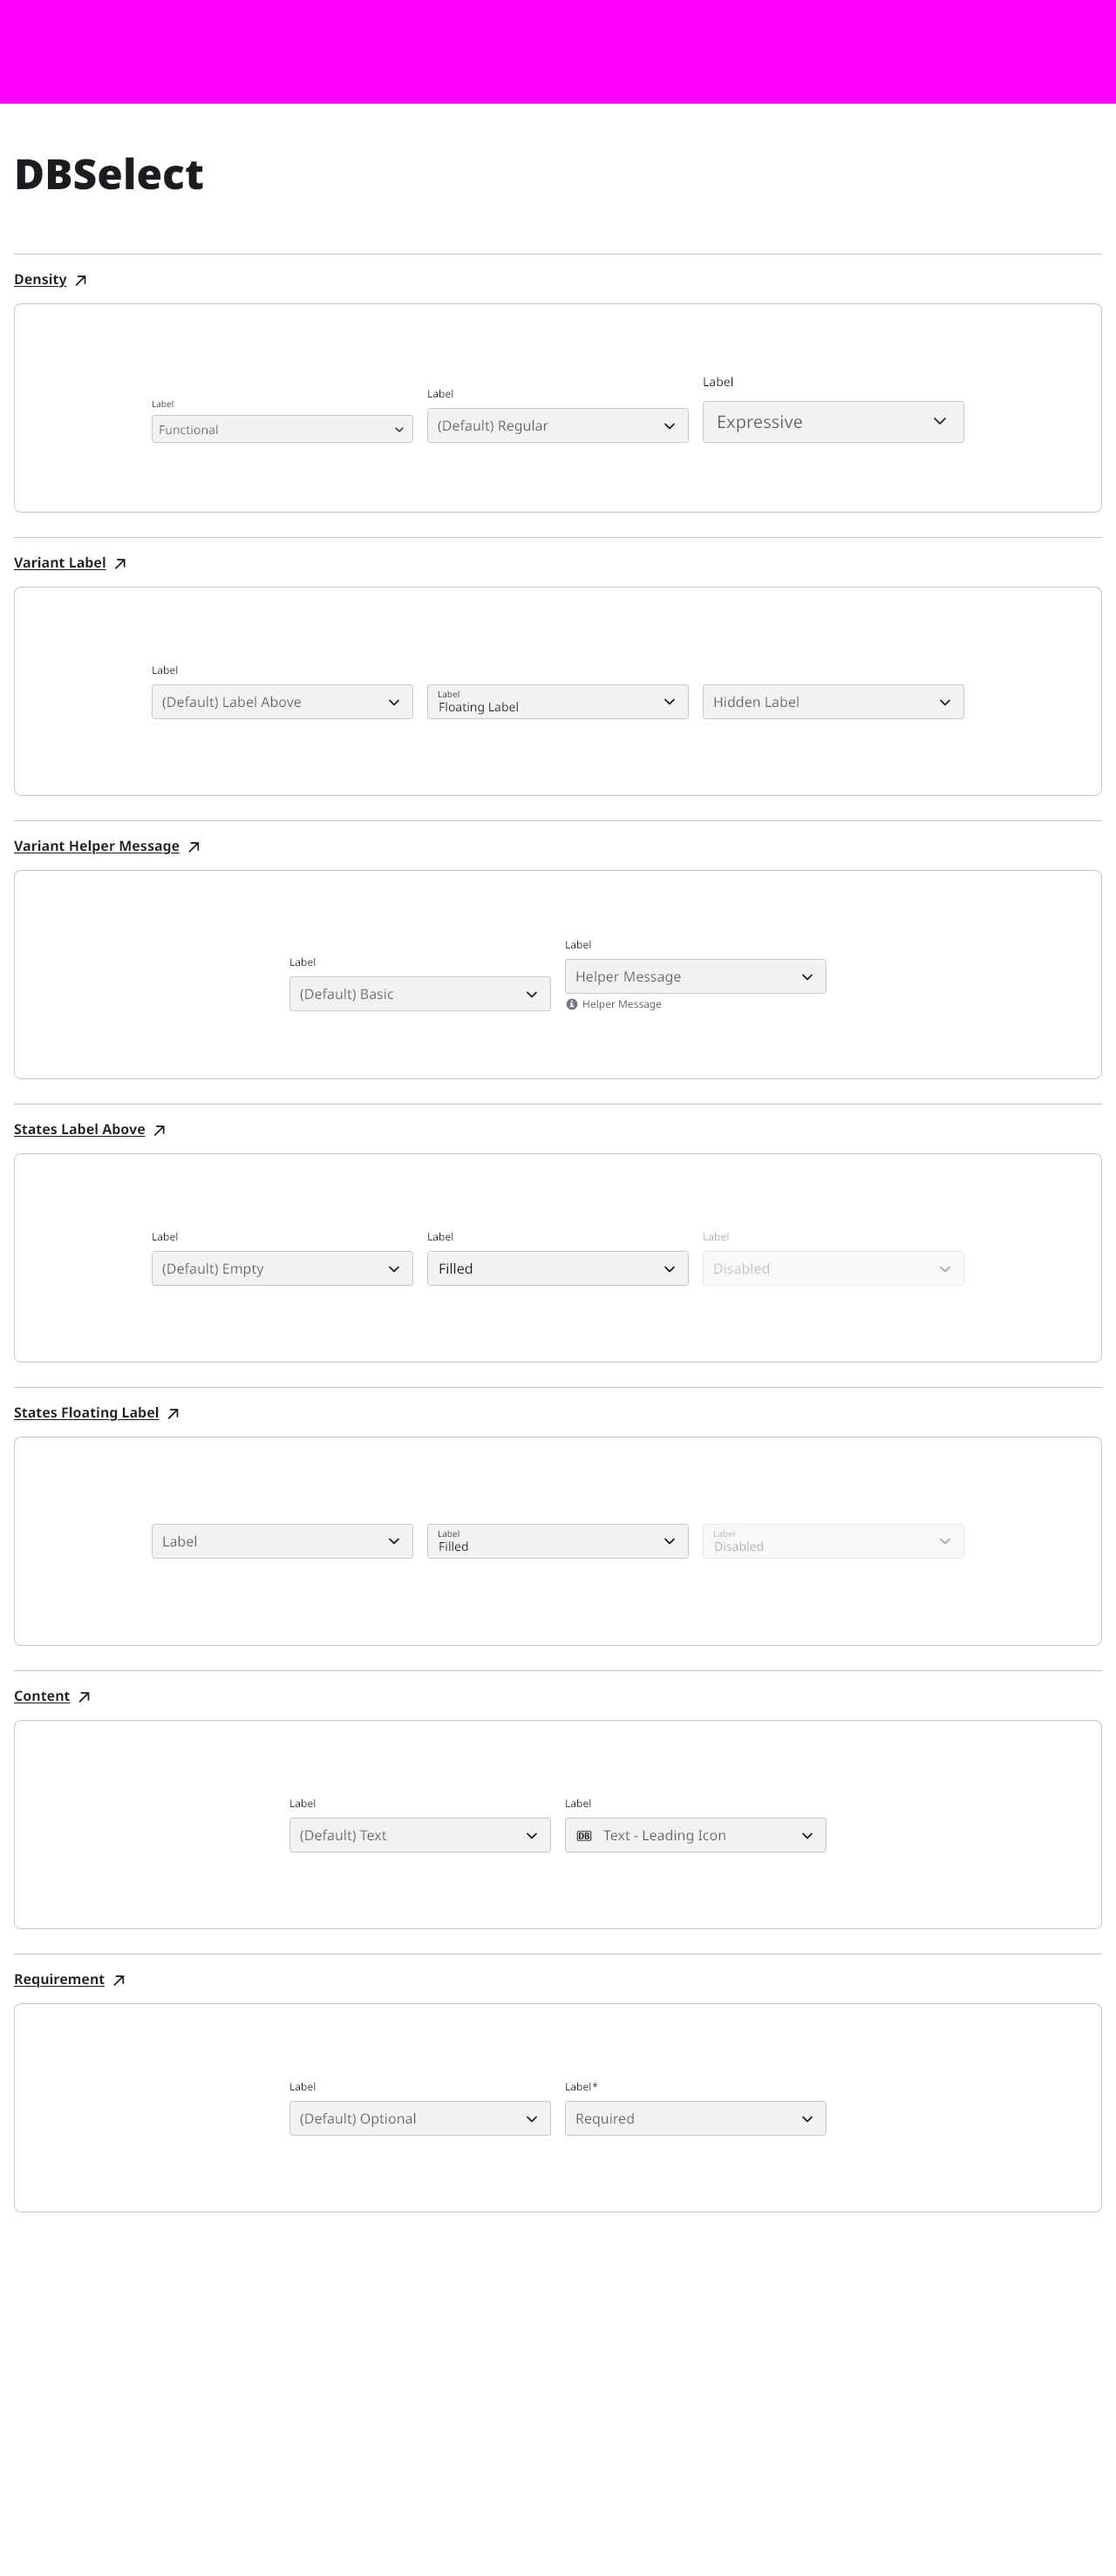 DBSelect
Density
Label
Label
Label
Functional
(Default) Regular
Expressive
Variant Label
Label
(Default) Label Above
Label
Floating Label
Hidden Label
Variant Helper Message
Label
Label
(Default) Basic
Helper Message
Helper Message
States Label Above
Label
Label
Label
(Default) Empty
Filled
Disabled
States Floating Label
Label
Label
Filled
Label
Disabled
Content
Label
Label
(Default) Text
DB Text - Leading Icon
Requirement
Label
Label*
(Default) Optional
Required